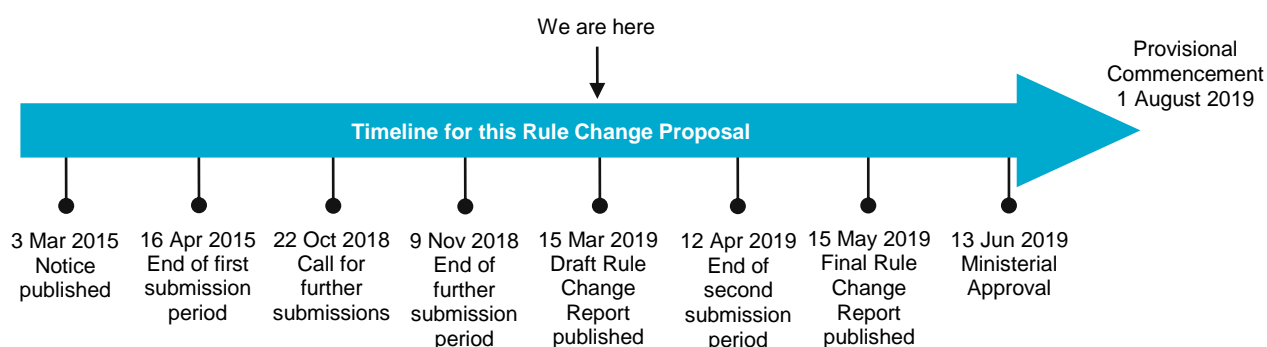 We are here
Provisional
Commencement
1 August 2019
Timeline for this Rule Change Proposal
3 Mar 2015
Notice
published
16 Apr 2015
End of first
submission
period
22 Oct 2018
Call for
further
submissions
9 Nov 2018
End of
further
submission
period
15 Mar 2019
Draft Rule
Change
Report
published
12 Apr 2019
End of
second
submission
period
15 May 2019
Final Rule
Change
Report
published
13 Jun 2019
Ministerial
Approval